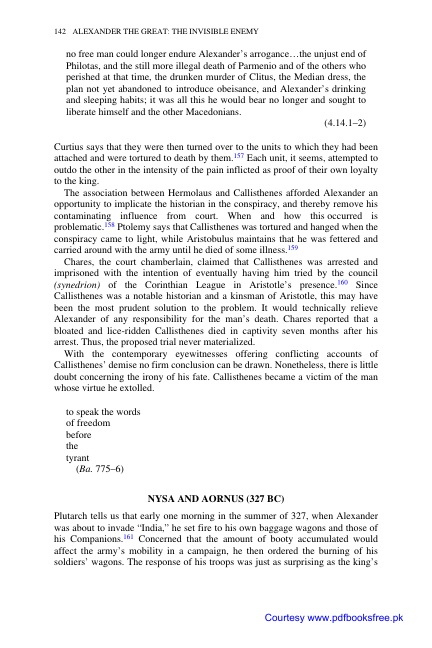 142 ALEXANDER THE GREAT: THE INVISIBLE ENEMY
no free man could longer endure Alexander's arrogance…the unjust end of
Philotas, and the still more illegal death of Parmenio and of the others who
perished at that time, the drunken murder of Clitus, the Median dress, the
plan not yet abandoned to introduce obeisance, and Alexander's drinking
and sleeping habits; it was all this he would bear no longer and sought to
liberate himself and the other Macedonians.
(4.14.1–2)
Curtius says that they were then turned over to the units to which they had been
attached and were tortured to death by them.157 Each unit, it seems, attempted to
outdo the other in the intensity of the pain inflicted as proof of their own loyalty
to the king.
The association between Hermolaus and Callisthenes afforded Alexander an
opportunity to implicate the historian in the conspiracy, and thereby remove his
contaminating influence from court. When and how this occurred is
problematic.158 Ptolemy says that Callisthenes was tortured and hanged when the
conspiracy came to light, while Aristobulus maintains that he was fettered and
carried around with the army until he died of some illness.159
Chares, the court chamberlain, claimed that Callisthenes was arrested and
imprisoned with the intention of eventually having him tried by the council
(synedrion) of the Corinthian League in Aristotle's presence.160 Since
Callisthenes was a notable historian and a kinsman of Aristotle, this may have
been the most prudent solution to the problem. It would technically relieve
Alexander of any responsibility for the man's death. Chares reported that a
bloated and lice-ridden Callisthenes died in captivity seven months after his
arrest. Thus, the proposed trial never materialized.
With the contemporary eyewitnesses offering conflicting accounts of
Callisthenes' demise no firm conclusion can be drawn. Nonetheless, there is little
doubt concerning the irony of his fate. Callisthenes became a victim of the man
whose virtue he extolled.
to speak the words
of freedom
before
the
tyrant
(Ba. 775–6)
NYSA AND AORNUS (327 BC)
Plutarch tells us that early one morning in the summer of 327, when Alexander
was about to invade "India," he set fire to his own baggage wagons and those of
his Companions.161 Concerned that the amount of booty accumulated would
affect the army's mobility in a campaign, he then ordered the burning of his
soldiers' wagons. The response of his troops was just as surprising as the king's
Courtesy www.pdfbooksfree.pk